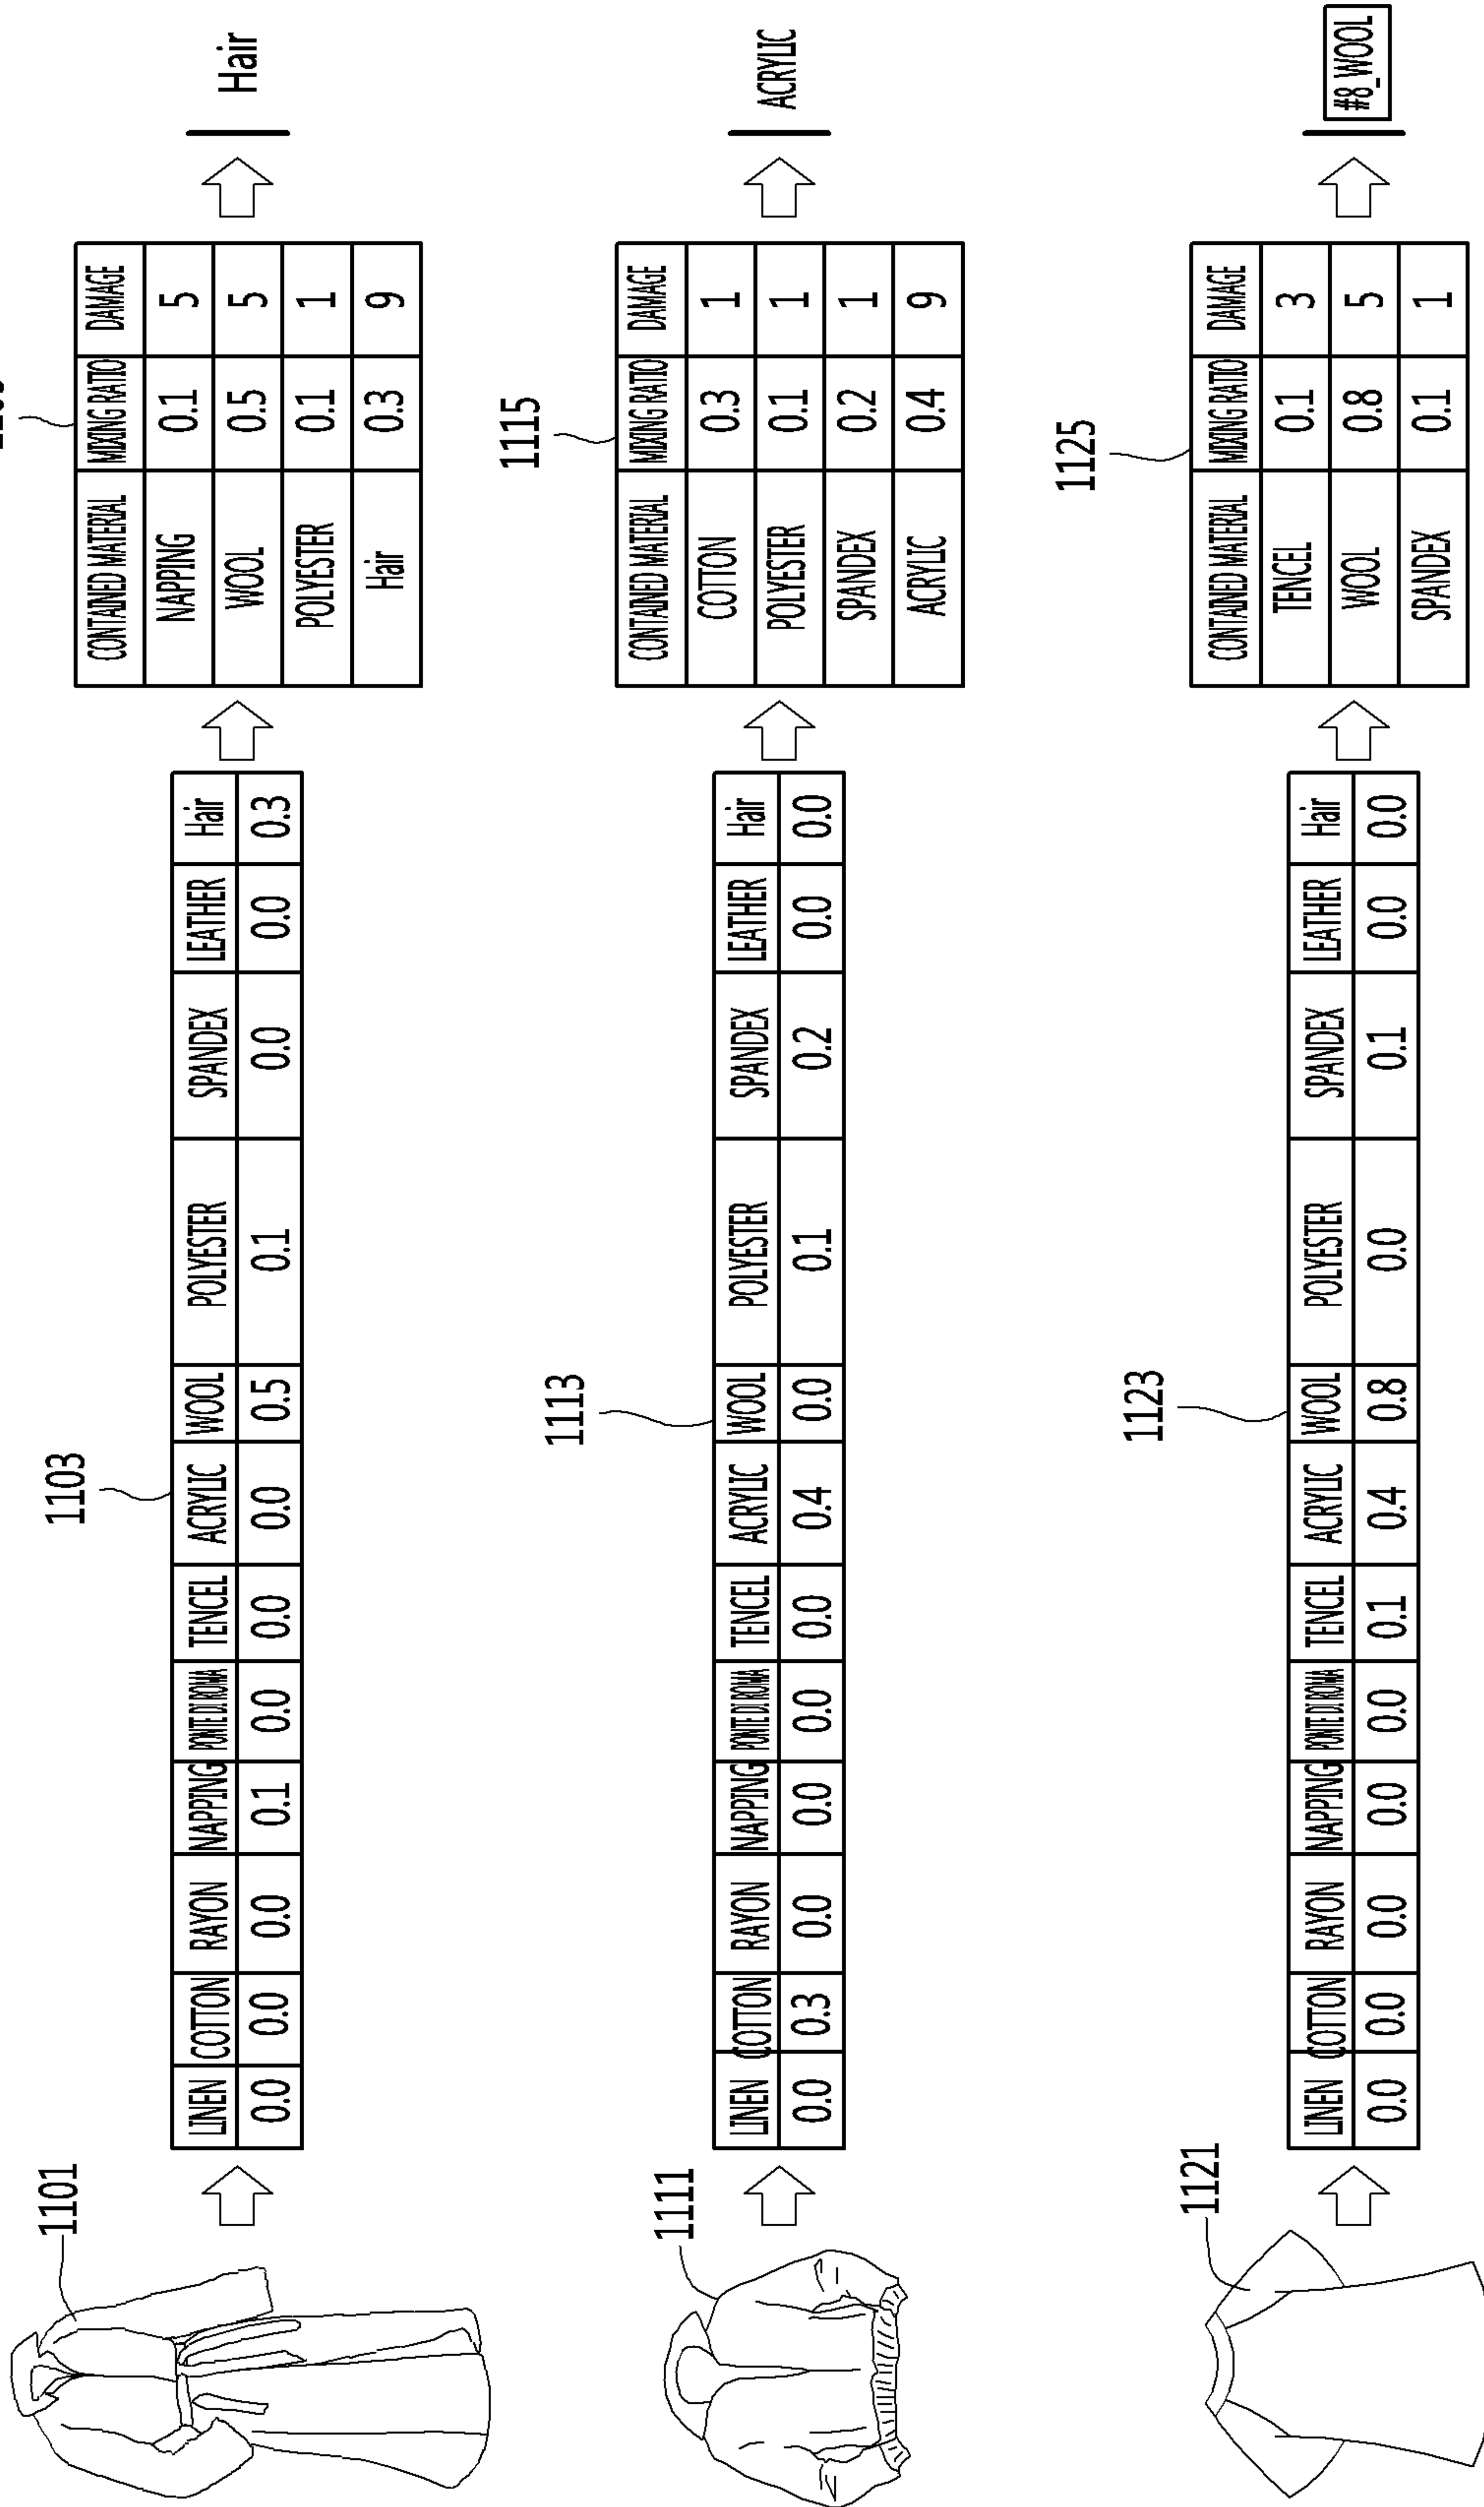 1101
1103
LINEN COTTON RAYON NAPPING PONTE DI ROMA TENCEL ACRYLIC WOOL POLYESTER SPANDEX LEATHER Hair
0.0 0.0 0.0 0.1 0.0 0.0 0.0 0.5 0.1 0.0 0.0 0.3
CONTAINED MATERIAL MIXING RATIO DAMAGE
NAPPING 0.1 5
WOOL 0.5 5
POLYESTER 0.1 1
Hair 0.3 9
Hair
1111
1113
LINEN COTTON RAYON NAPPING PONTE DI ROMA TENCEL ACRYLIC WOOL POLYESTER SPANDEX LEATHER Hair
0.0 0.3 0.0 0.0 0.0 0.0 0.4 0.0 0.1 0.2 0.0 0.0
1115
CONTAINED MATERIAL MIXING RATIO DAMAGE
COTTON 0.3 1
POLYESTER 0.1 1
SPANDEX 0.2 1
ACRYLIC 0.4 9
ACRYLIC
1121
1123
LINEN COTTON RAYON NAPPING PONTE DI ROMA TENCEL ACRYLIC WOOL POLYESTER SPANDEX LEATHER Hair
0.0 0.0 0.0 0.0 0.0 0.1 0.4 0.8 0.0 0.1 0.0 0.0
1125
CONTAINED MATERIAL MIXING RATIO DAMAGE
TENCEL 0.1 3
WOOL 0.8 5
SPANDEX 0.1 1
#8_WOOL